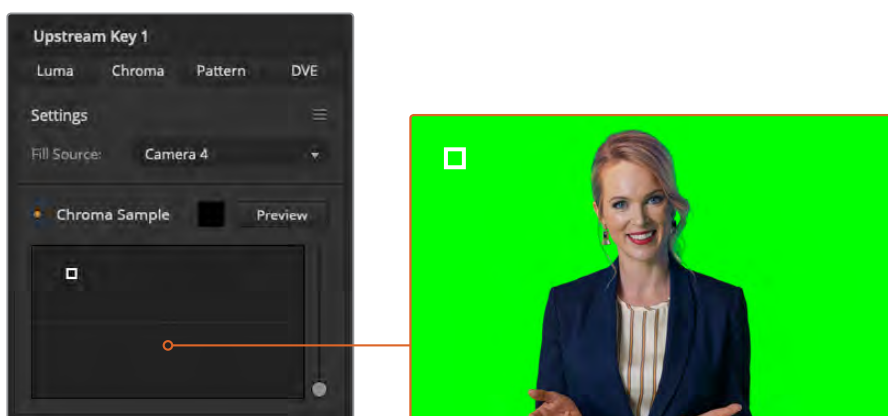 Upstream Key 1
Luma Chroma Pattern DVE
Settings
Fill Source: Camera 4
Chroma Sample Preview